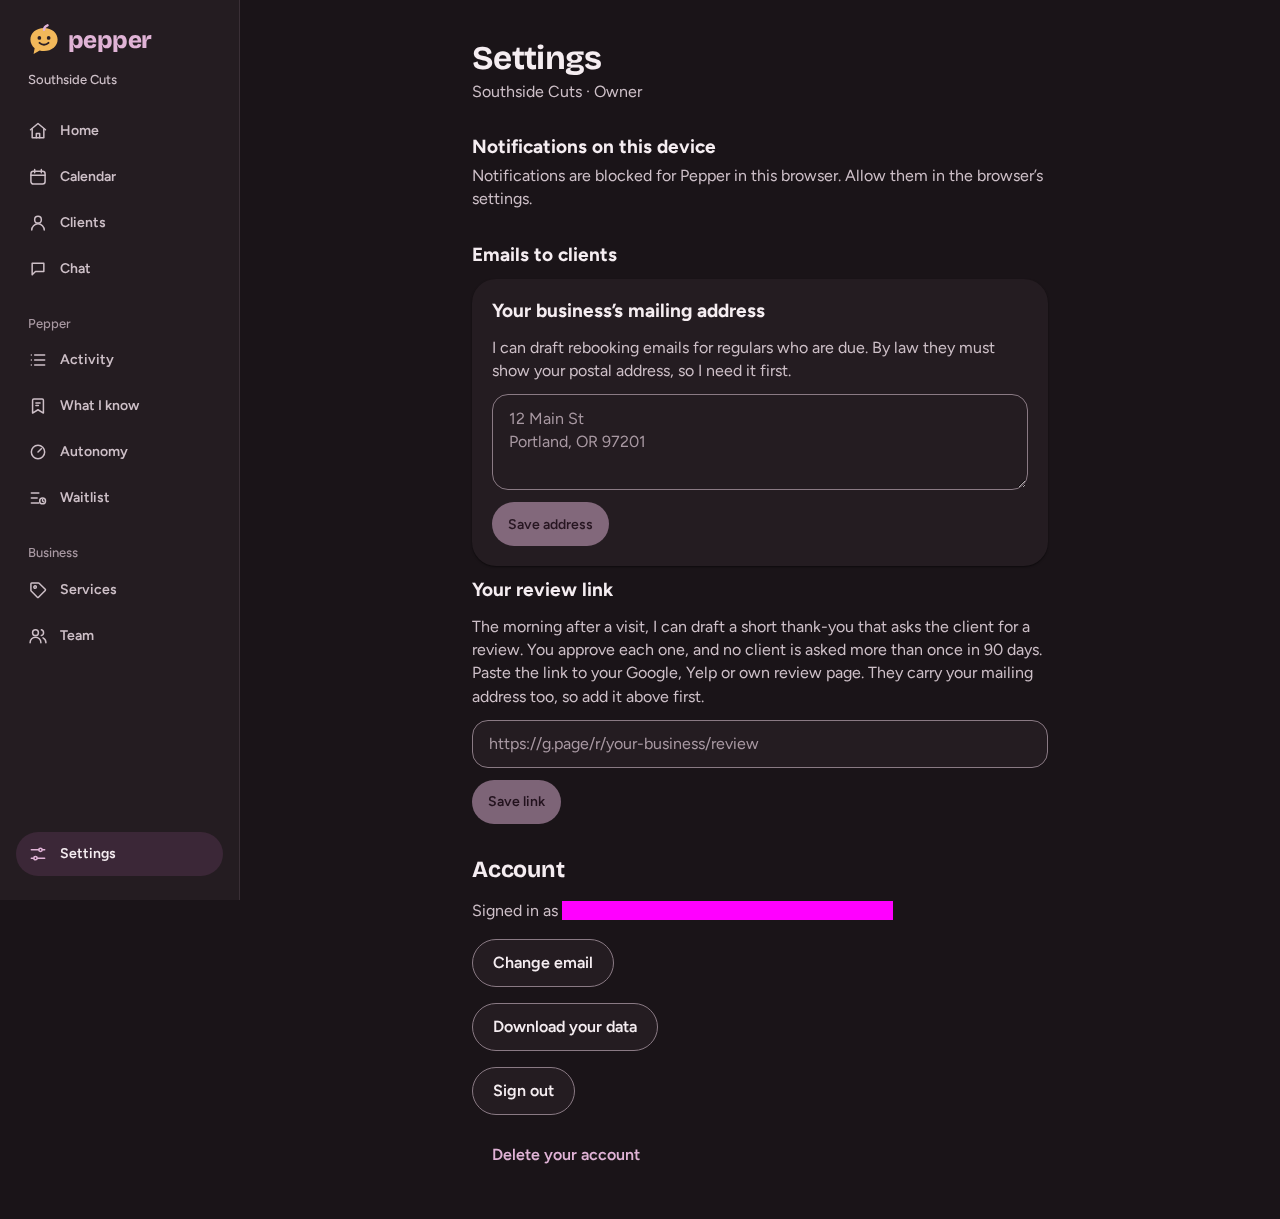 pepper
Southside Cuts
Home
Calendar
Clients
Chat
Pepper
Activity
What I know
Autonomy
Waitlist
Business
Services
Team
Settings
Settings
Southside Cuts · Owner
Notifications on this device
Notifications are blocked for Pepper in this browser. Allow them in the browser’s
settings.
Emails to clients
Your business’s mailing address
I can draft rebooking emails for regulars who are due. By law they must
show your postal address, so I need it first.
12 Main St
Portland, OR 97201
Save address
Your review link
The morning after a visit, I can draft a short thank-you that asks the client for a
review. You approve each one, and no client is asked more than once in 90 days.
Paste the link to your Google, Yelp or own review page. They carry your mailing
address too, so add it above first.
https://g.page/r/your-business/review
Save link
Account
Signed in as
Change email
Download your data
Sign out
Delete your account